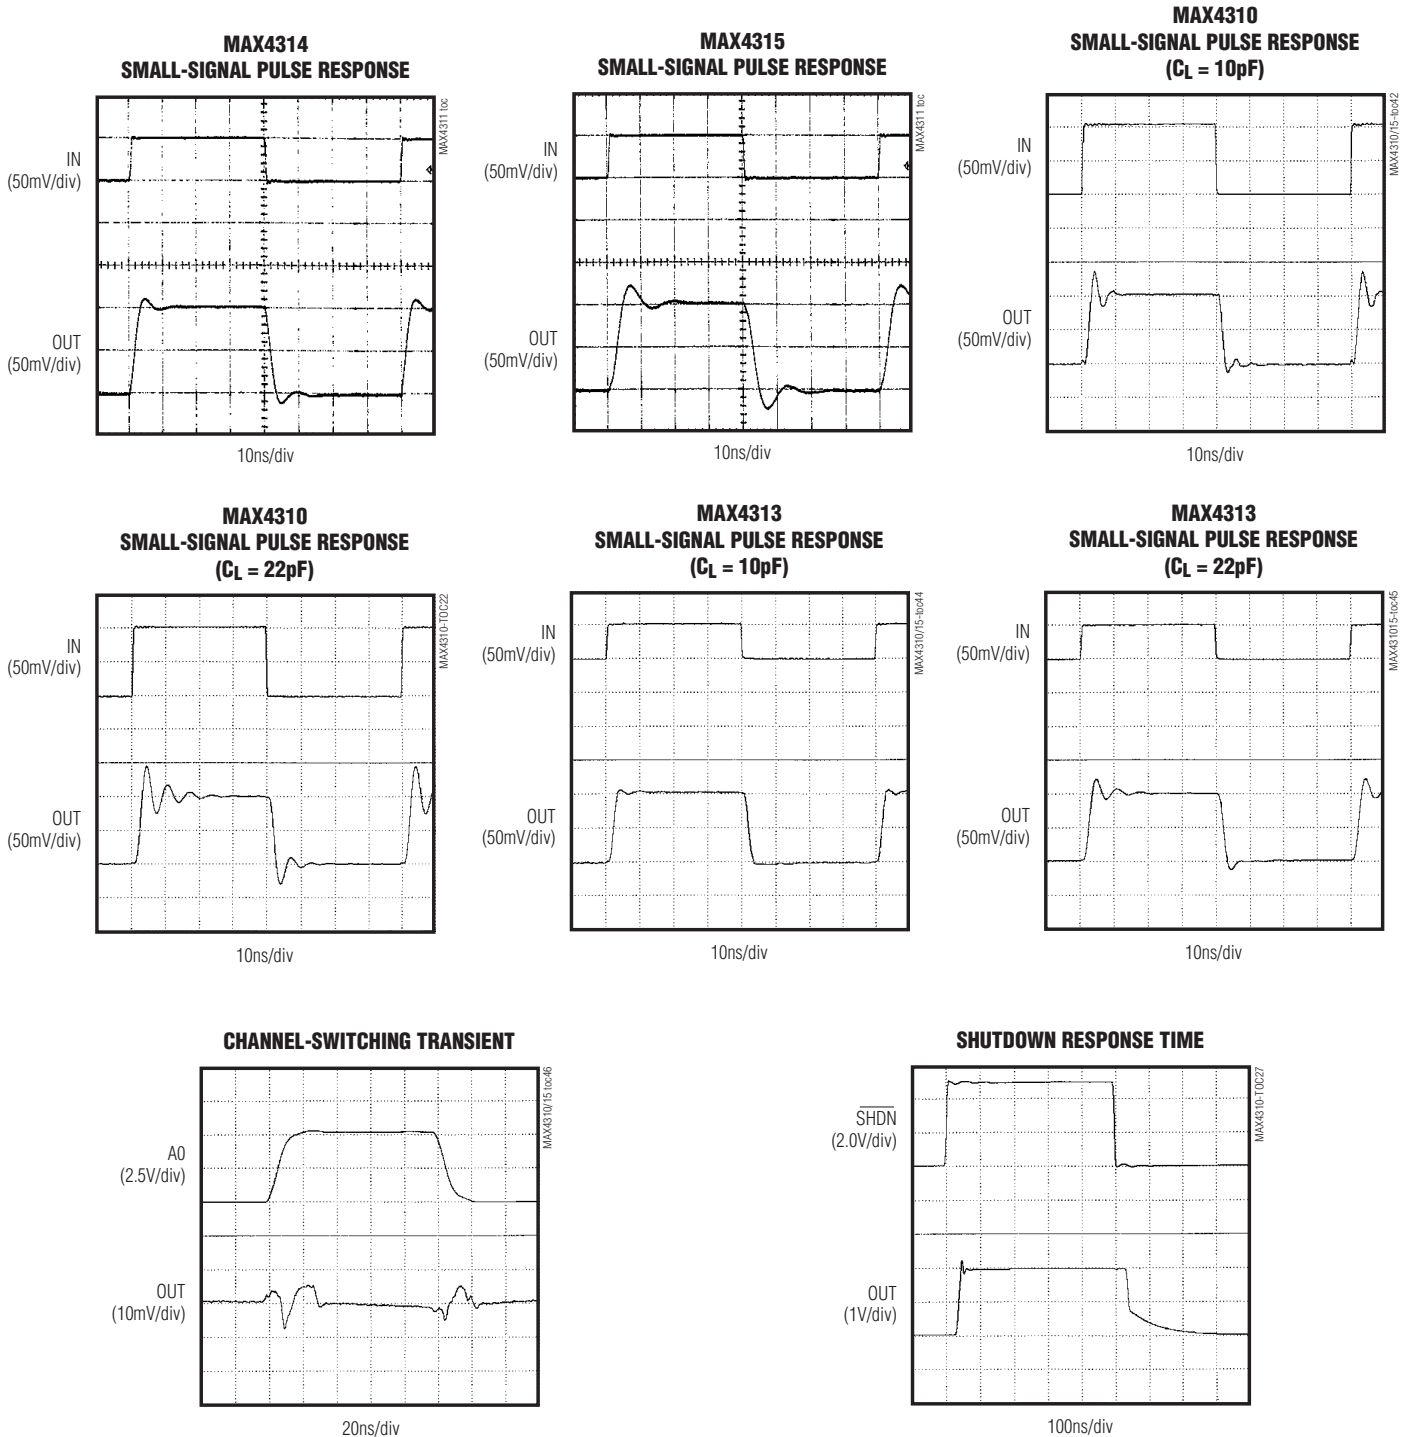 MAX4314
SMALL-SIGNAL PULSE RESPONSE
MAX4311 toc
IN
(50mV/div)
OUT
(50mV/div)
10ns/div
MAX4315
SMALL-SIGNAL PULSE RESPONSE
MAX4311 toc
IN
(50mV/div)
OUT
(50mV/div)
10ns/div
MAX4310
SMALL-SIGNAL PULSE RESPONSE
(CL = 10pF)
MAX4310/15-toc42
IN
(50mV/div)
OUT
(50mV/div)
10ns/div
MAX4310
SMALL-SIGNAL PULSE RESPONSE
(CL = 22pF)
MAX4310-TOC22
IN
(50mV/div)
OUT
(50mV/div)
10ns/div
MAX4313
SMALL-SIGNAL PULSE RESPONSE
(CL = 10pF)
MAX4310/15-toc44
IN
(50mV/div)
OUT
(50mV/div)
10ns/div
MAX4313
SMALL-SIGNAL PULSE RESPONSE
(CL = 22pF)
MAX431015-toc45
IN
(50mV/div)
OUT
(50mV/div)
10ns/div
CHANNEL-SWITCHING TRANSIENT
MAX4310/15 toc46
A0
(2.5V/div)
OUT
(10mV/div)
20ns/div
SHUTDOWN RESPONSE TIME
MAX4310-TOC27
SHDN
(2.0V/div)
OUT
(1V/div)
100ns/div